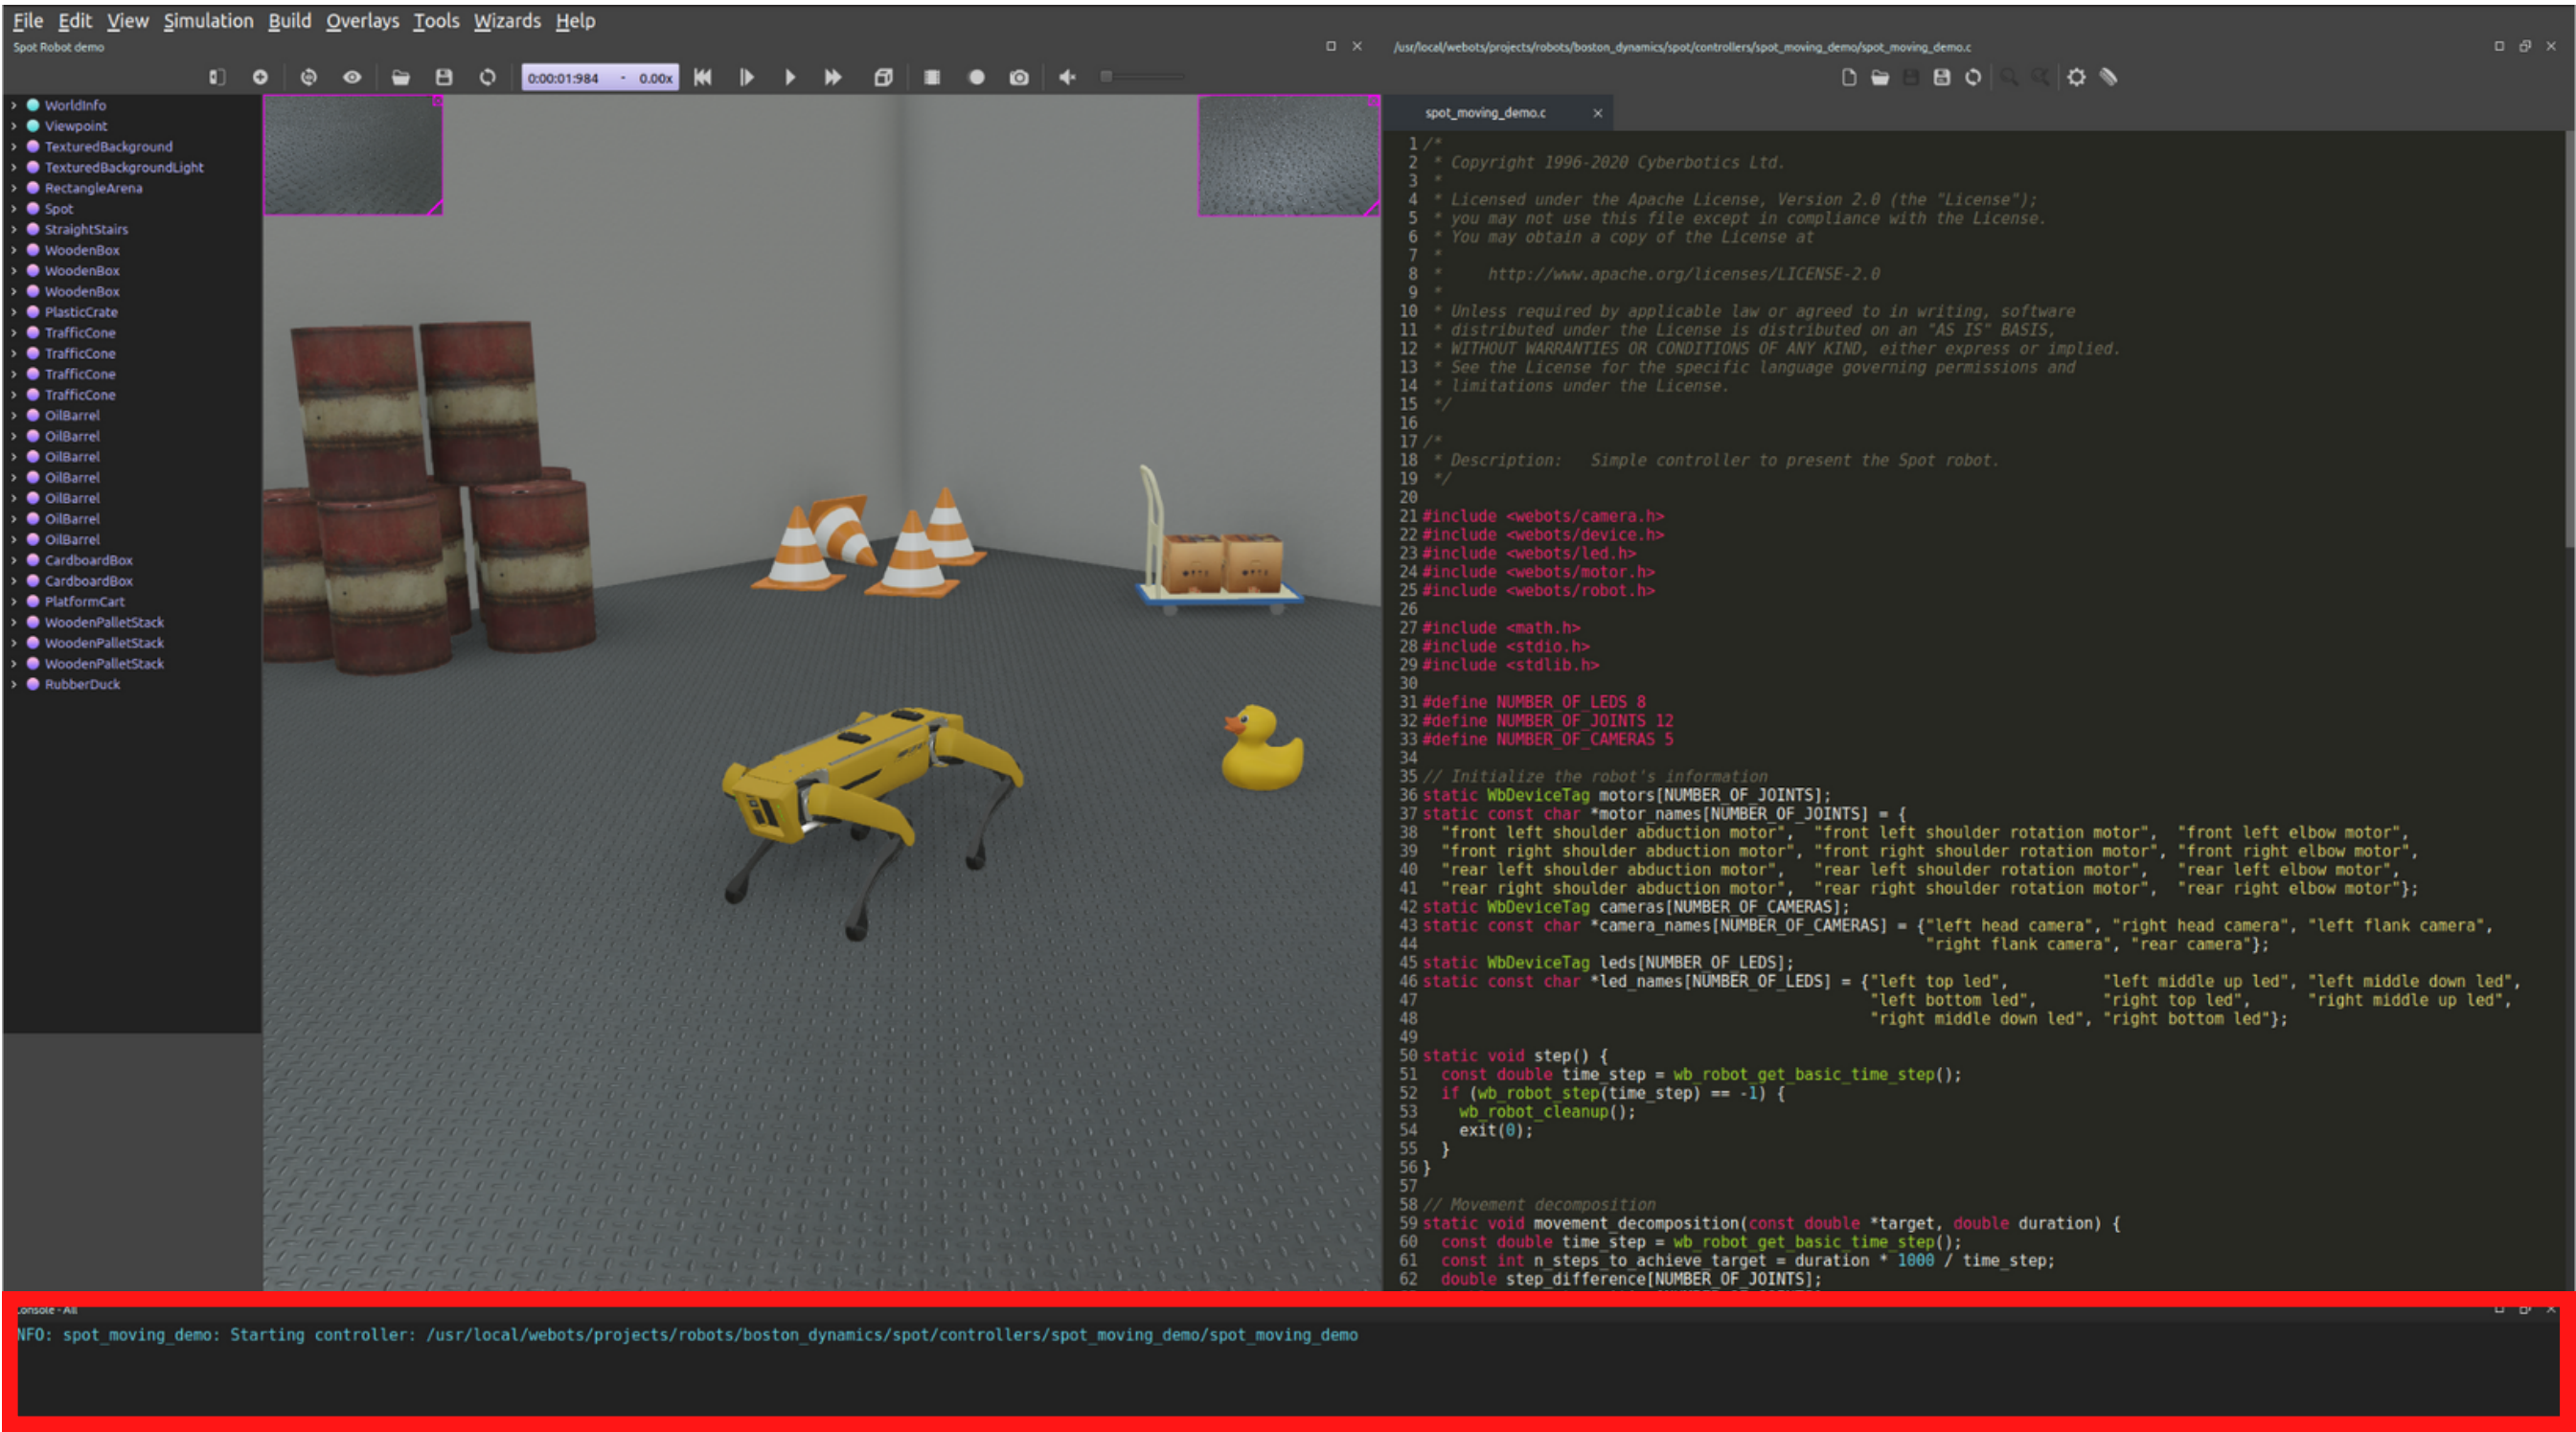 File Edit View Simulation Build Overlays Tools Wizards Help
Spot Robot demo
0:00:01:984 - 0.00x
WorldInfo
Viewpoint
TexturedBackground
TexturedBackgroundLight
RectangleArena
Spot
StraightStairs
WoodenBox
WoodenBox
WoodenBox
PlasticCrate
TrafficCone
TrafficCone
TrafficCone
TrafficCone
OilBarrel
OilBarrel
OilBarrel
OilBarrel
OilBarrel
OilBarrel
OilBarrel
CardboardBox
CardboardBox
PlatformCart
WoodenPalletStack
WoodenPalletStack
WoodenPalletStack
RubberDuck
/usr/local/webots/projects/robots/boston_dynamics/spot/controllers/spot_moving_demo/spot_moving_demo.c
spot_moving_demo.c
1 /*
2  * Copyright 1996-2020 Cyberbotics Ltd.
3  *
4  * Licensed under the Apache License, Version 2.0 (the "License");
5  * you may not use this file except in compliance with the License.
6  * You may obtain a copy of the License at
7  *
8  *     http://www.apache.org/licenses/LICENSE-2.0
9  *
10  * Unless required by applicable law or agreed to in writing, software
11  * distributed under the License is distributed on an "AS IS" BASIS,
12  * WITHOUT WARRANTIES OR CONDITIONS OF ANY KIND, either express or implied.
13  * See the License for the specific language governing permissions and
14  * limitations under the License.
15  */
16
17 /*
18  * Description:   Simple controller to present the Spot robot.
19  */
20
21 #include <webots/camera.h>
22 #include <webots/device.h>
23 #include <webots/led.h>
24 #include <webots/motor.h>
25 #include <webots/robot.h>
26
27 #include <math.h>
28 #include <stdio.h>
29 #include <stdlib.h>
30
31 #define NUMBER_OF_LEDS 8
32 #define NUMBER_OF_JOINTS 12
33 #define NUMBER_OF_CAMERAS 5
34
35 // Initialize the robot's information
36 static WbDeviceTag motors[NUMBER_OF_JOINTS];
37 static const char *motor_names[NUMBER_OF_JOINTS] = {
38   "front left shoulder abduction motor",  "front left shoulder rotation motor",  "front left elbow motor",
39   "front right shoulder abduction motor", "front right shoulder rotation motor", "front right elbow motor",
40   "rear left shoulder abduction motor",   "rear left shoulder rotation motor",   "rear left elbow motor",
41   "rear right shoulder abduction motor",  "rear right shoulder rotation motor",  "rear right elbow motor"};
42 static WbDeviceTag cameras[NUMBER_OF_CAMERAS];
43 static const char *camera_names[NUMBER_OF_CAMERAS] = {"left head camera", "right head camera", "left flank camera",
44 "right flank camera", "rear camera"};
45 static WbDeviceTag leds[NUMBER_OF_LEDS];
46 static const char *led_names[NUMBER_OF_LEDS] = {"left top led", "left middle up led", "left middle down led",
47 "left bottom led", "right top led", "right middle up led",
48 "right middle down led", "right bottom led"};
49
50 static void step() {
51   const double time_step = wb_robot_get_basic_time_step();
52   if (wb_robot_step(time_step) == -1) {
53     wb_robot_cleanup();
54     exit(0);
55   }
56 }
57
58 // Movement decomposition
59 static void movement_decomposition(const double *target, double duration) {
60   const double time_step = wb_robot_get_basic_time_step();
61   const int n_steps_to_achieve_target = duration * 1000 / time_step;
62   double step_difference[NUMBER_OF_JOINTS];
Console - All
NFO: spot_moving_demo: Starting controller: /usr/local/webots/projects/robots/boston_dynamics/spot/controllers/spot_moving_demo/spot_moving_demo